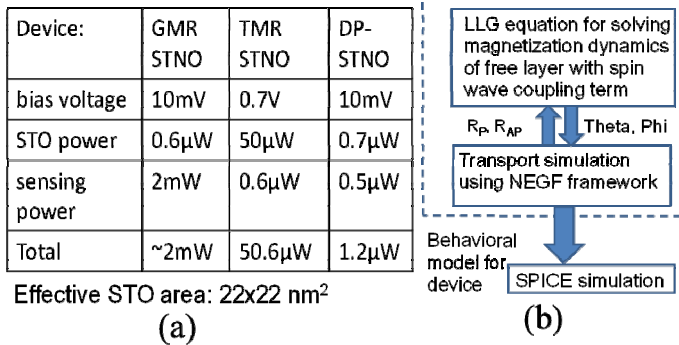 Device: GMR STNO TMR STNO DP-STNO
bias voltage 10mV 0.7V 10mV
STO power 0.6µW 50µW 0.7µW
sensing power 2mW 0.6µW 0.5µW
Total ~2mW 50.6µW 1.2µW
Effective STO area: 22x22 nm²
(a)
LLG equation for solving
magnetization dynamics
of free layer with spin
wave coupling term
R_P, R_AP Theta, Phi
Transport simulation
using NEGF framework
Behavioral
model for
device
SPICE simulation
(b)